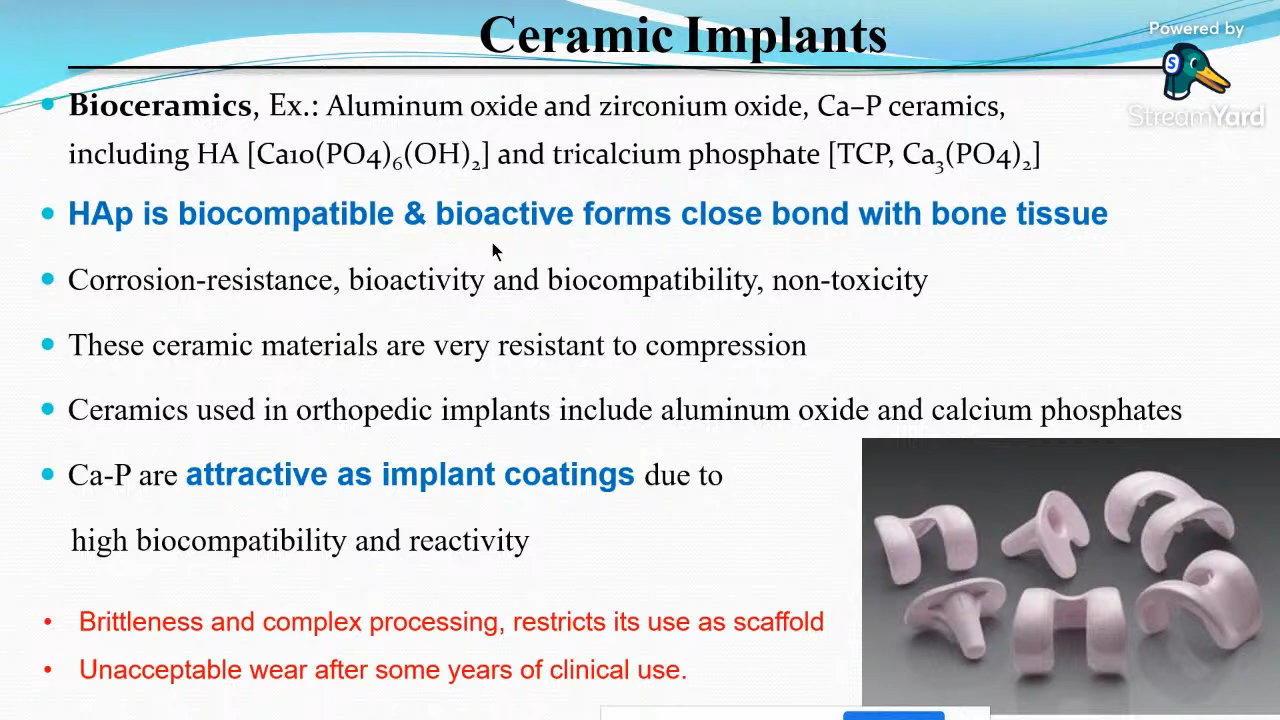 Ceramic Implants
Powered by
S
StreamYard
• Bioceramics, Ex.: Aluminum oxide and zirconium oxide, Ca–P ceramics,
including HA [Ca10(PO4)₆(OH)₂] and tricalcium phosphate [TCP, Ca₃(PO4)₂]
• HAp is biocompatible & bioactive forms close bond with bone tissue
• Corrosion-resistance, bioactivity and biocompatibility, non-toxicity
• These ceramic materials are very resistant to compression
• Ceramics used in orthopedic implants include aluminum oxide and calcium phosphates
• Ca-P are attractive as implant coatings due to
high biocompatibility and reactivity
• Brittleness and complex processing, restricts its use as scaffold
• Unacceptable wear after some years of clinical use.